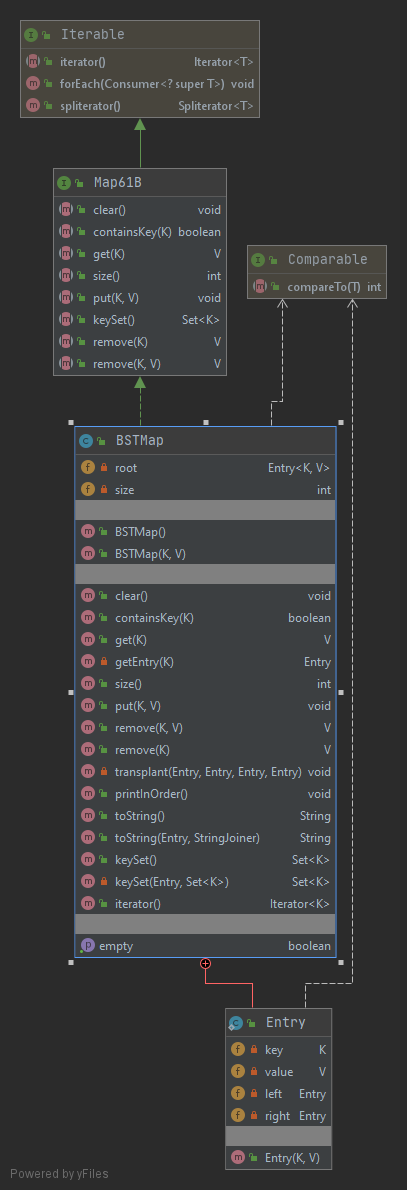 Iterable
iterator() Iterator<T>
forEach(Consumer<? super T>) void
spliterator() Spliterator<T>
Map61B
clear() void
containsKey(K) boolean
get(K) V
size() int
put(K, V) void
keySet() Set<K>
remove(K) V
remove(K, V) V
Comparable
compareTo(T) int
BSTMap
root Entry<K, V>
size int
BSTMap()
BSTMap(K, V)
clear() void
containsKey(K) boolean
get(K) V
getEntry(K) Entry
size() int
put(K, V) void
remove(K, V) V
remove(K) V
transplant(Entry, Entry, Entry, Entry) void
printInOrder() void
toString() String
toString(Entry, StringJoiner) String
keySet() Set<K>
keySet(Entry, Set<K>) Set<K>
iterator() Iterator<K>
empty boolean
Entry
key K
value V
left Entry
right Entry
Entry(K, V)
Powered by yFiles